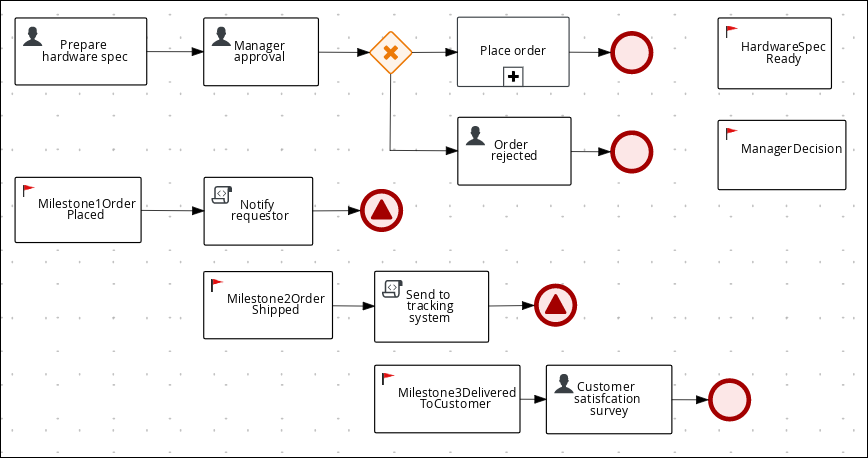 Prepare
hardware spec
Manager
approval
Place order
HardwareSpec
Ready
Order
rejected
ManagerDecision
Milestone1Order
Placed
Notify
requestor
Milestone2Order
Shipped
Send to
tracking
system
Milestone3Delivered
ToCustomer
Customer
satisfcation
survey